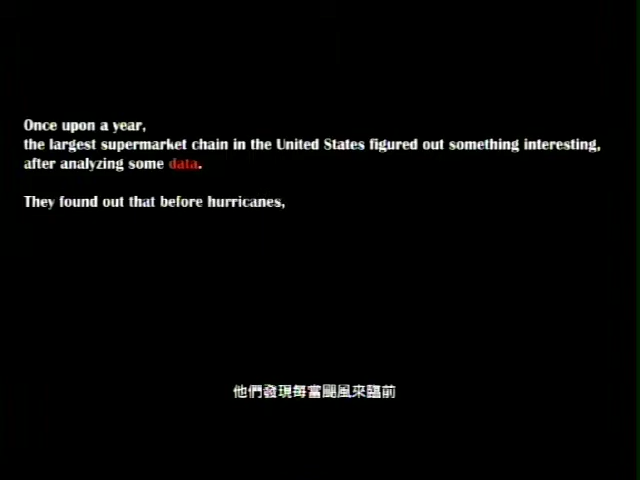 Once upon a year,
the largest supermarket chain in the United States figured out something interesting,
after analyzing some data.
They found out that before hurricanes,
他們發現每當颶風來臨前